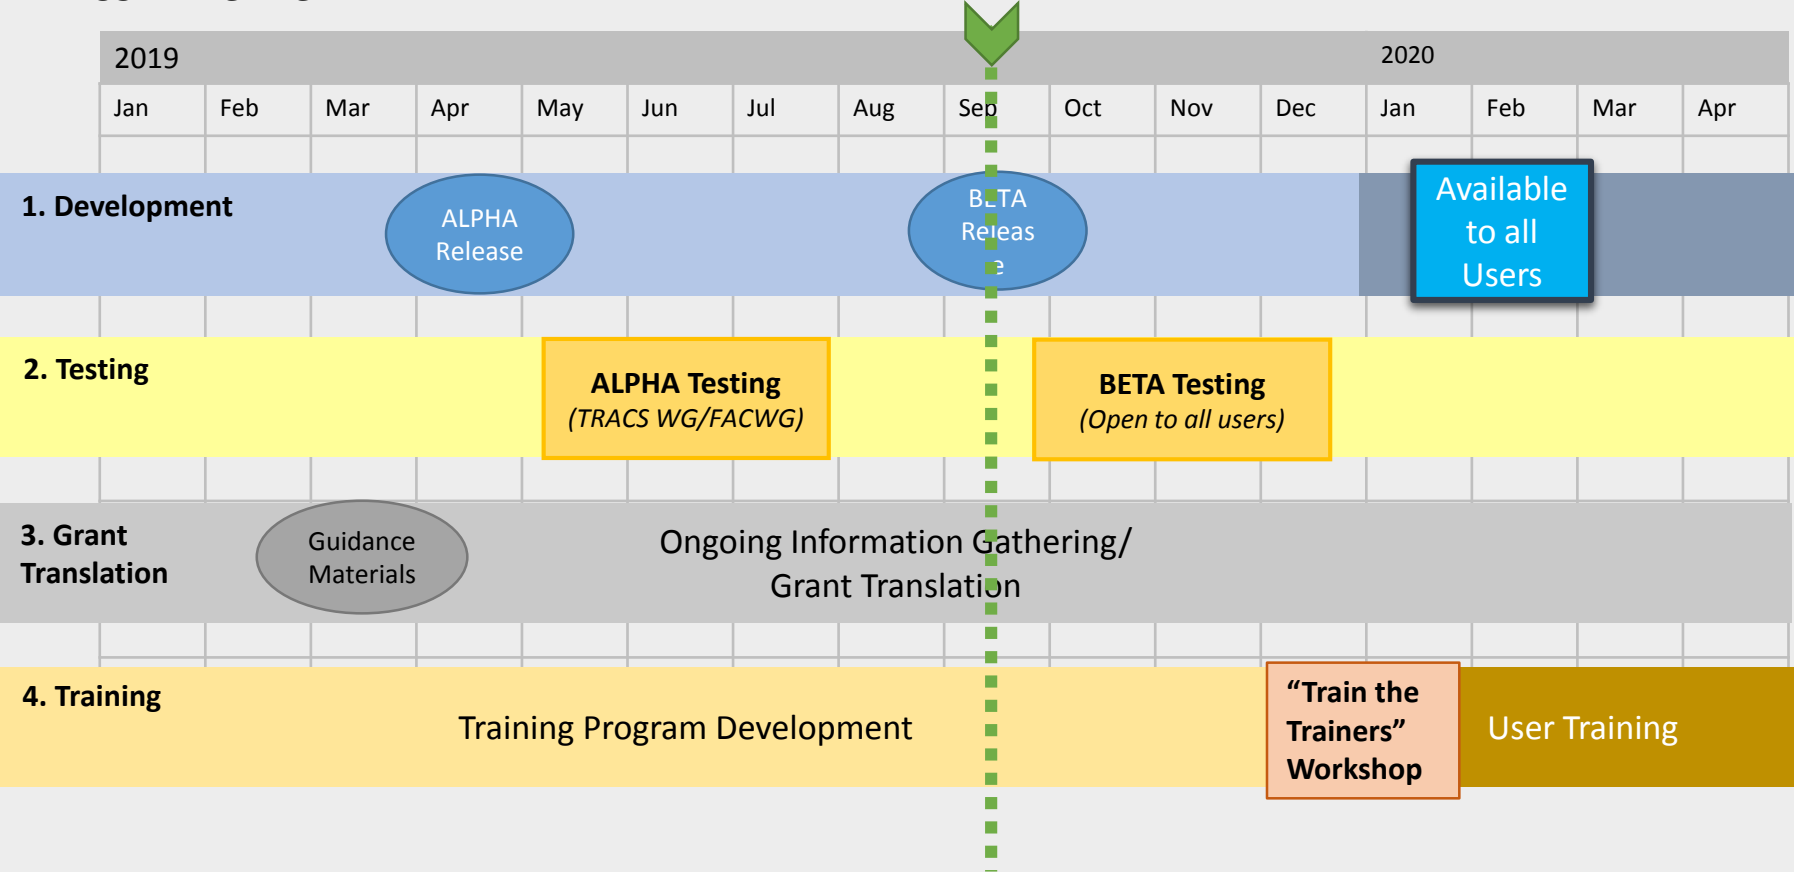 2019
2020
Jan Feb Mar Apr May Jun Jul Aug Sep Oct Nov Dec Jan Feb Mar Apr
1. Development
ALPHA
Release
BETA
Releas
e
Available
to all
Users
2. Testing
ALPHA Testing
(TRACS WG/FACWG)
BETA Testing
(Open to all users)
3. Grant
Translation
Guidance
Materials
Ongoing Information Gathering/
Grant Translation
4. Training
Training Program Development
“Train the
Trainers”
Workshop
User Training